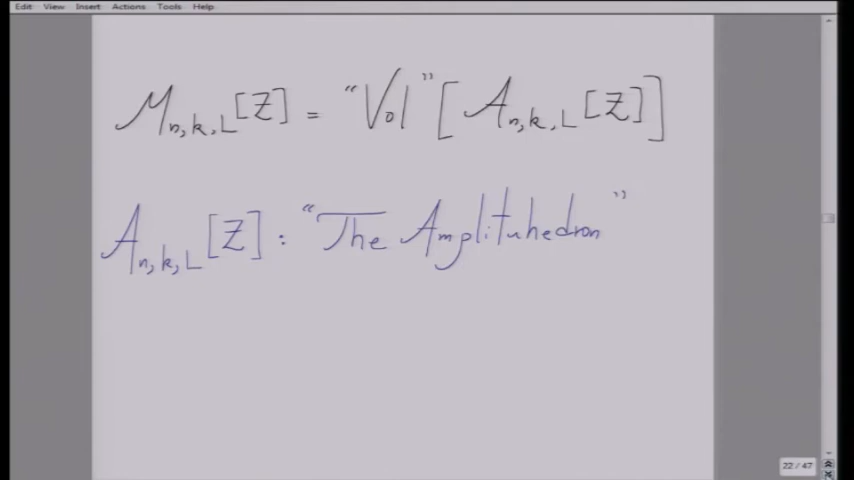 Edit View Insert Actions Tools Help
M_{n,k,L}[Z] = "Vol" [A_{n,k,L}[Z]]
A_{n,k,L}[Z] : "The Amplituhedron"
22 / 47